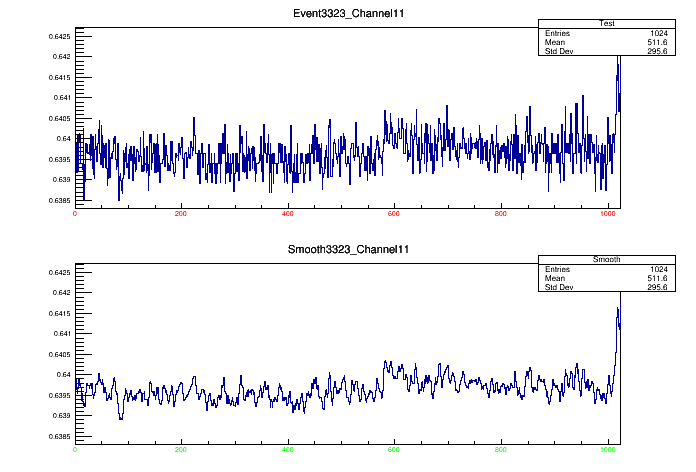 Event3323_Channel11
Test
Entries 1024
Mean 511.6
Std Dev 295.6
0.6425
0.642
0.6415
0.641
0.6405
0.64
0.6395
0.639
0.6385
0 200 400 600 800 1000
Smooth3323_Channel11
Smooth
Entries 1024
Mean 511.6
Std Dev 295.6
0.6425
0.642
0.6415
0.641
0.6405
0.64
0.6395
0.639
0.6385
0 200 400 600 800 1000